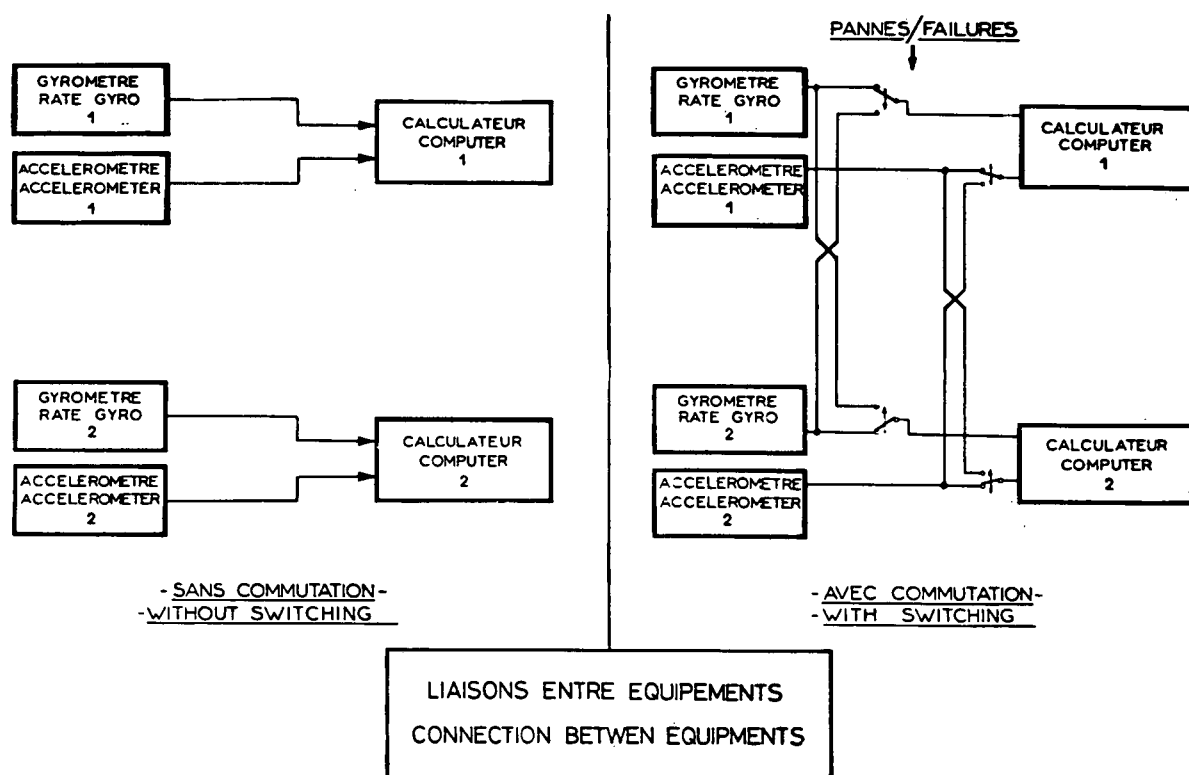 GYROMETRE
RATE GYRO
1
ACCELEROMETRE
ACCELEROMETER
1
CALCULATEUR
COMPUTER
1
GYROMETRE
RATE GYRO
2
ACCELEROMETRE
ACCELEROMETER
2
CALCULATEUR
COMPUTER
2
- SANS COMMUTATION -
- WITHOUT SWITCHING
PANNES/FAILURES
GYROMETRE
RATE GYRO
1
ACCELEROMETRE
ACCELEROMETER
1
CALCULATEUR
COMPUTER
1
GYROMETRE
RATE GYRO
2
ACCELEROMETRE
ACCELEROMETER
2
CALCULATEUR
COMPUTER
2
- AVEC COMMUTATION -
- WITH SWITCHING
LIAISONS ENTRE EQUIPEMENTS
CONNECTION BETWEN EQUIPMENTS